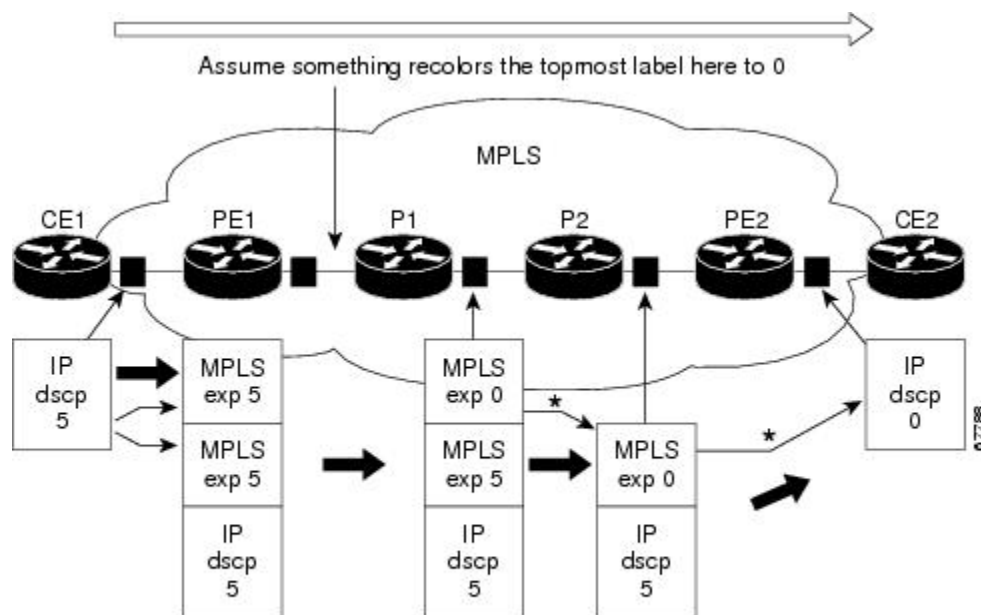 Assume something recolors the topmost label here to 0
MPLS
CE1 PE1 P1 P2 PE2 CE2
IP
dscp
5
MPLS
exp 5
MPLS
exp 5
IP
dscp
5
MPLS
exp 0
MPLS
exp 5
IP
dscp
5
*
MPLS
exp 0
IP
dscp
5
*
IP
dscp
0
67788